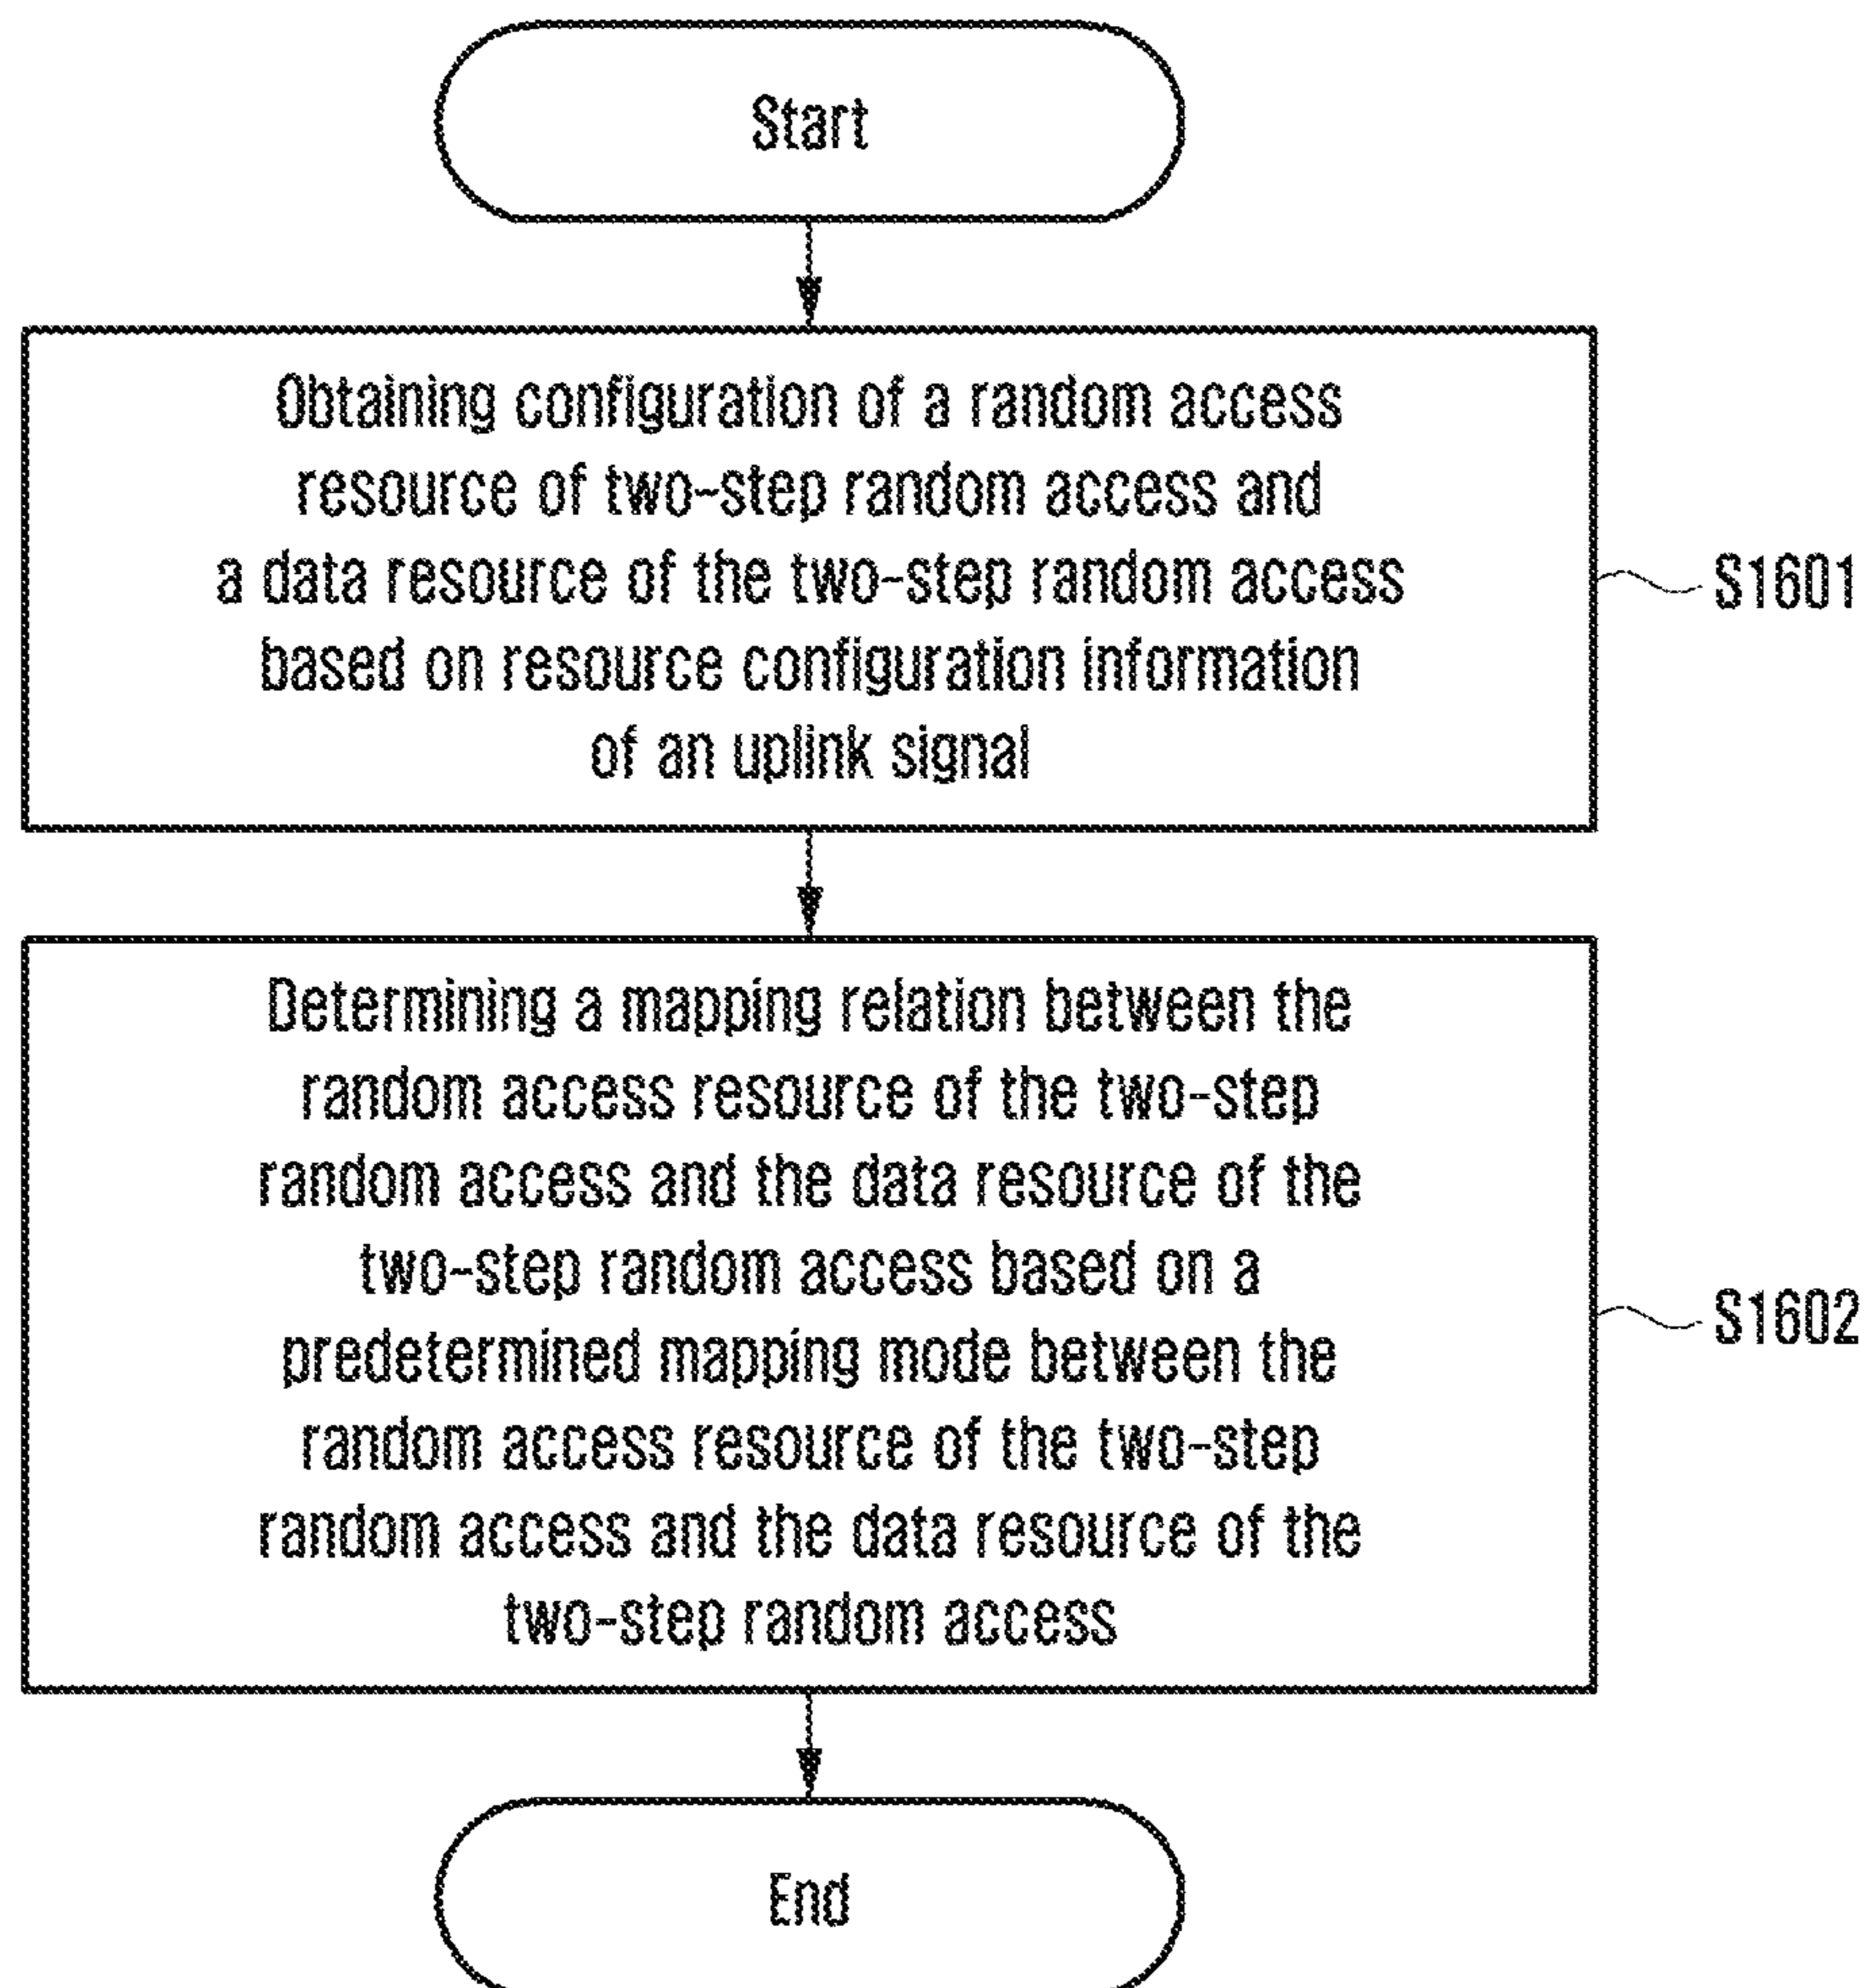 Start
Obtaining configuration of a random access
resource of two-step random access and
a data resource of the two-step random access
based on resource configuration information
of an uplink signal
S1601
Determining a mapping relation between the
random access resource of the two-step
random access and the data resource of the
two-step random access based on a
predetermined mapping mode between the
random access resource of the two-step
random access and the data resource of the
two-step random access
S1602
End